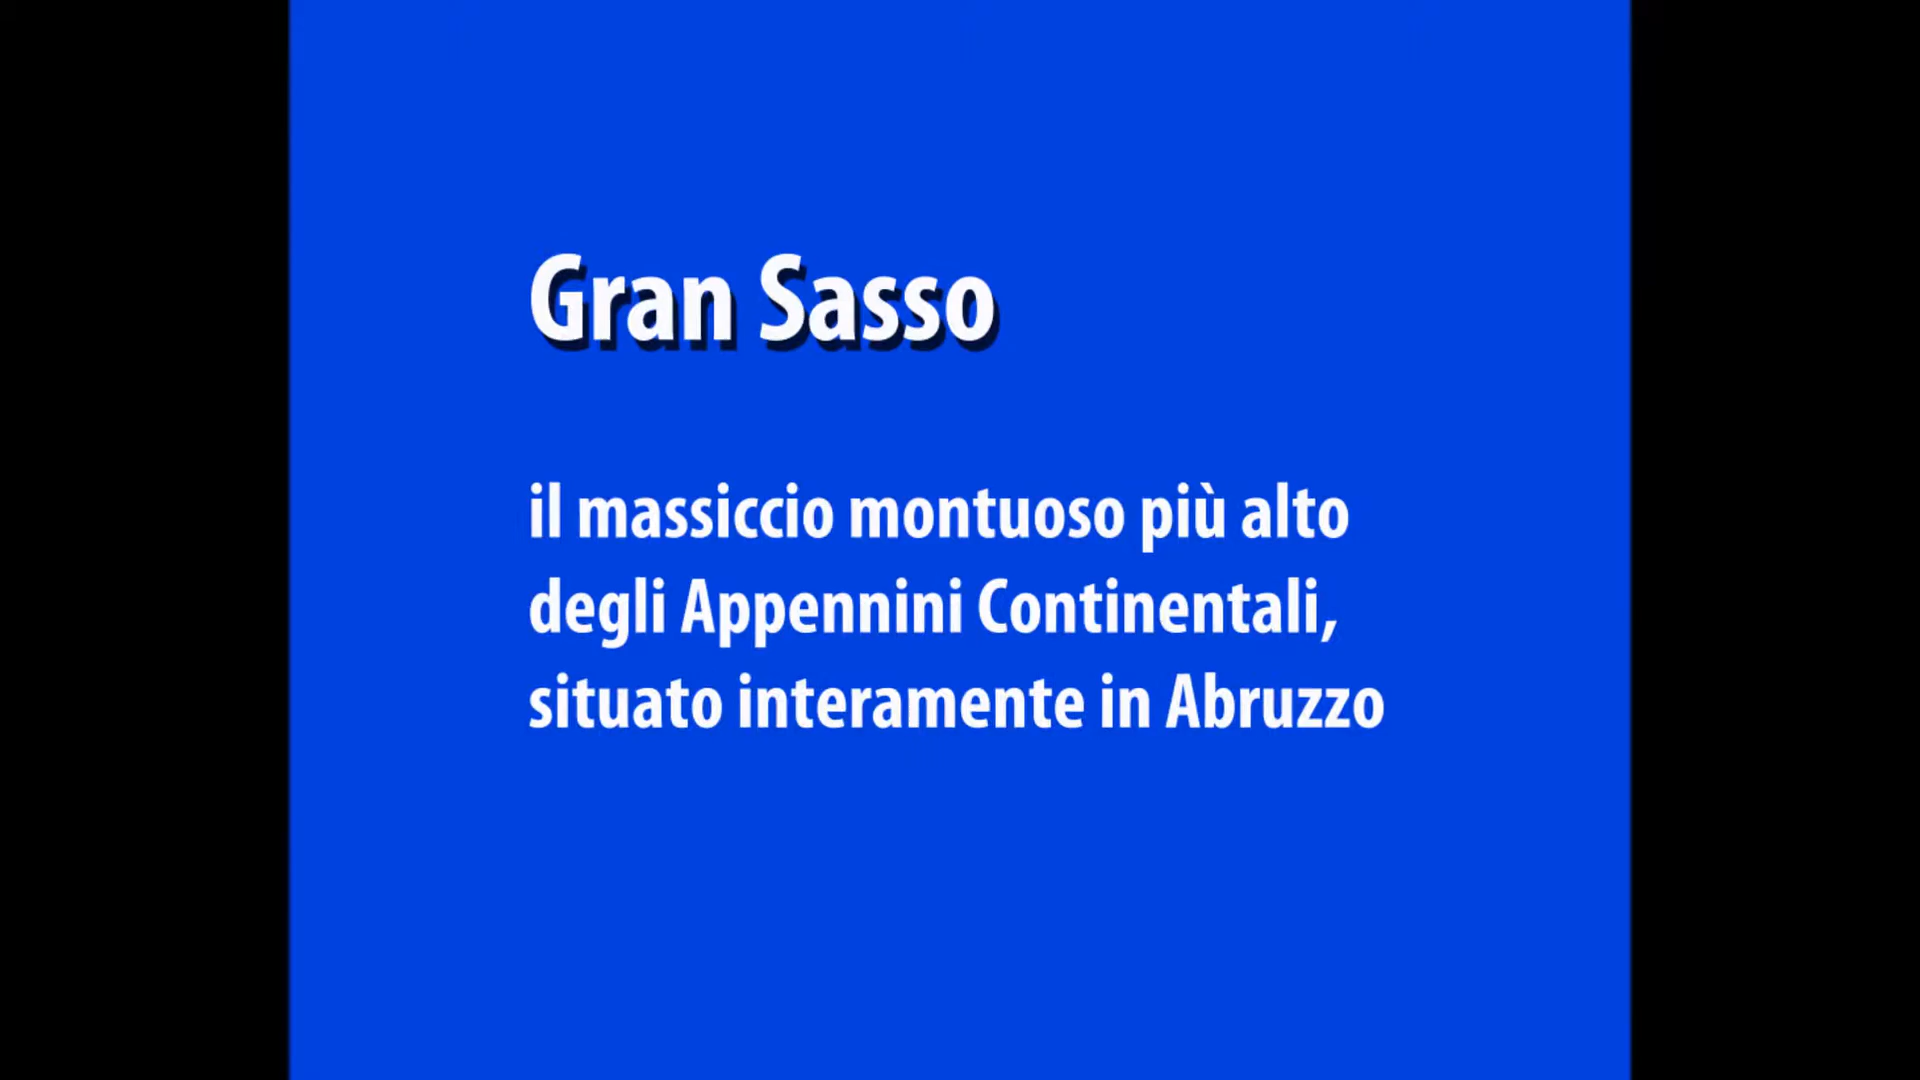 Gran Sasso
il massiccio montuoso più alto
degli Appennini Continentali,
situato interamente in Abruzzo